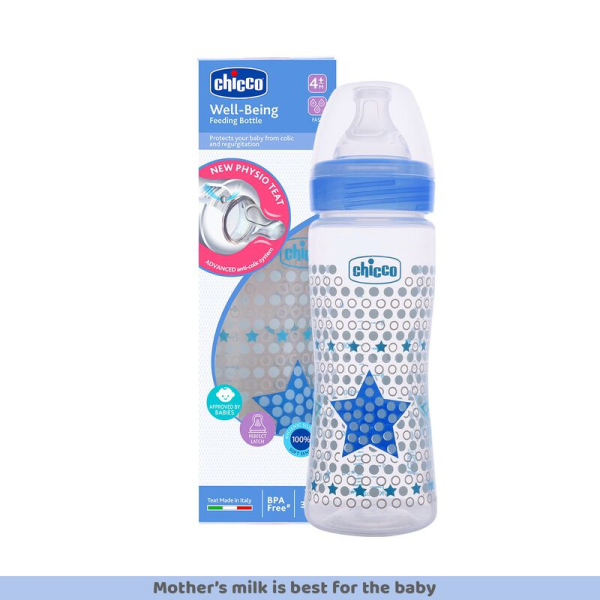 chicco
4+
m
Well-Being
Feeding Bottle
Protects your baby from colic
and regurgitation
NEW PHYSIO TEAT
ADVANCED anti-colic system
chicco
chicco
APPROVED BY
BABIES
PERFECT
LATCH
100%
Teat Made in Italy
BPA
Free#
Mother's milk is best for the baby